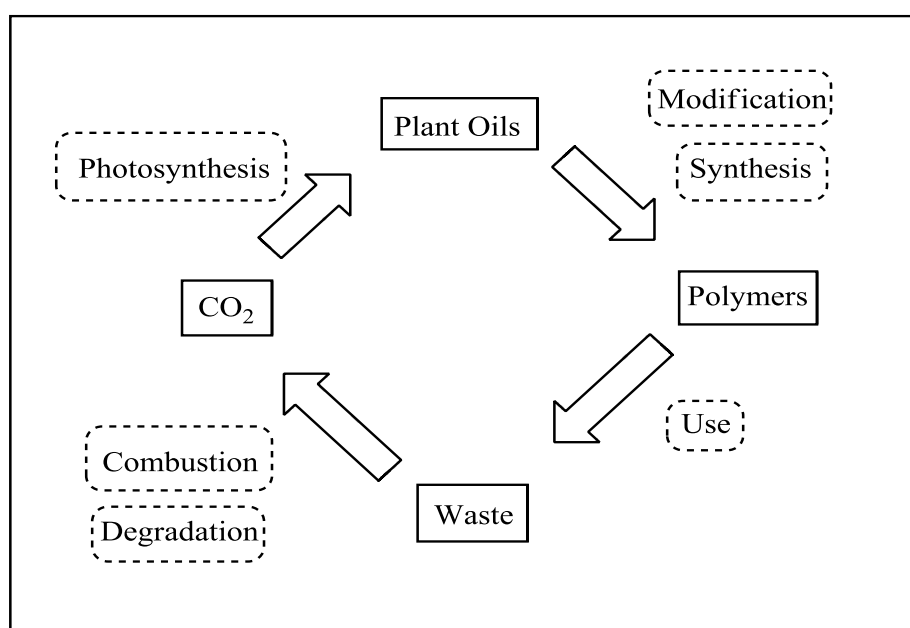 Plant Oils
Modification
Synthesis
Photosynthesis
Polymers
CO₂
Use
Combustion
Waste
Degradation